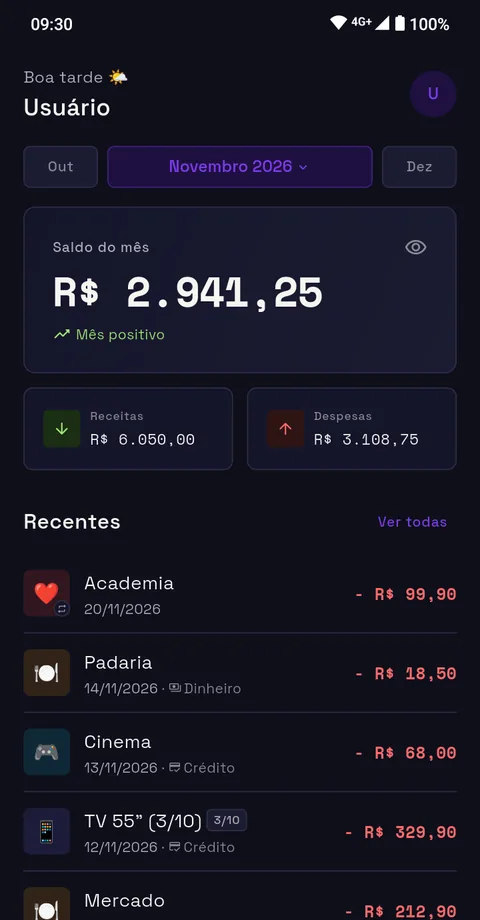 09:30
4G+
100%
Boa tarde 🌤️
Usuário
U
Out
Novembro 2026
Dez
Saldo do mês
R$ 2.941,25
Mês positivo
Receitas
R$ 6.050,00
Despesas
R$ 3.108,75
Recentes
Ver todas
Academia
20/11/2026
- R$ 99,90
Padaria
14/11/2026 · Dinheiro
- R$ 18,50
Cinema
13/11/2026 · Crédito
- R$ 68,00
TV 55” (3/10) 3/10
12/11/2026 · Crédito
- R$ 329,90
Mercado
- R$ 212,90